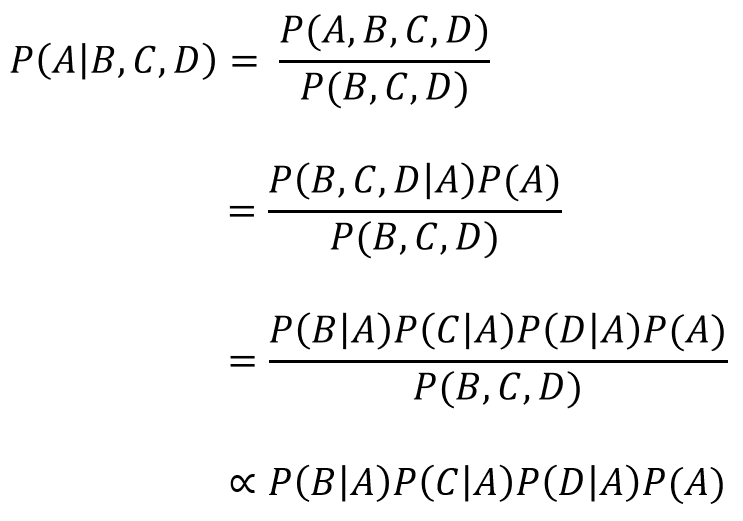 P(A|B, C, D) = P(A, B, C, D) / P(B, C, D)
= P(B, C, D|A)P(A) / P(B, C, D)
= P(B|A)P(C|A)P(D|A)P(A) / P(B, C, D)
∝ P(B|A)P(C|A)P(D|A)P(A)